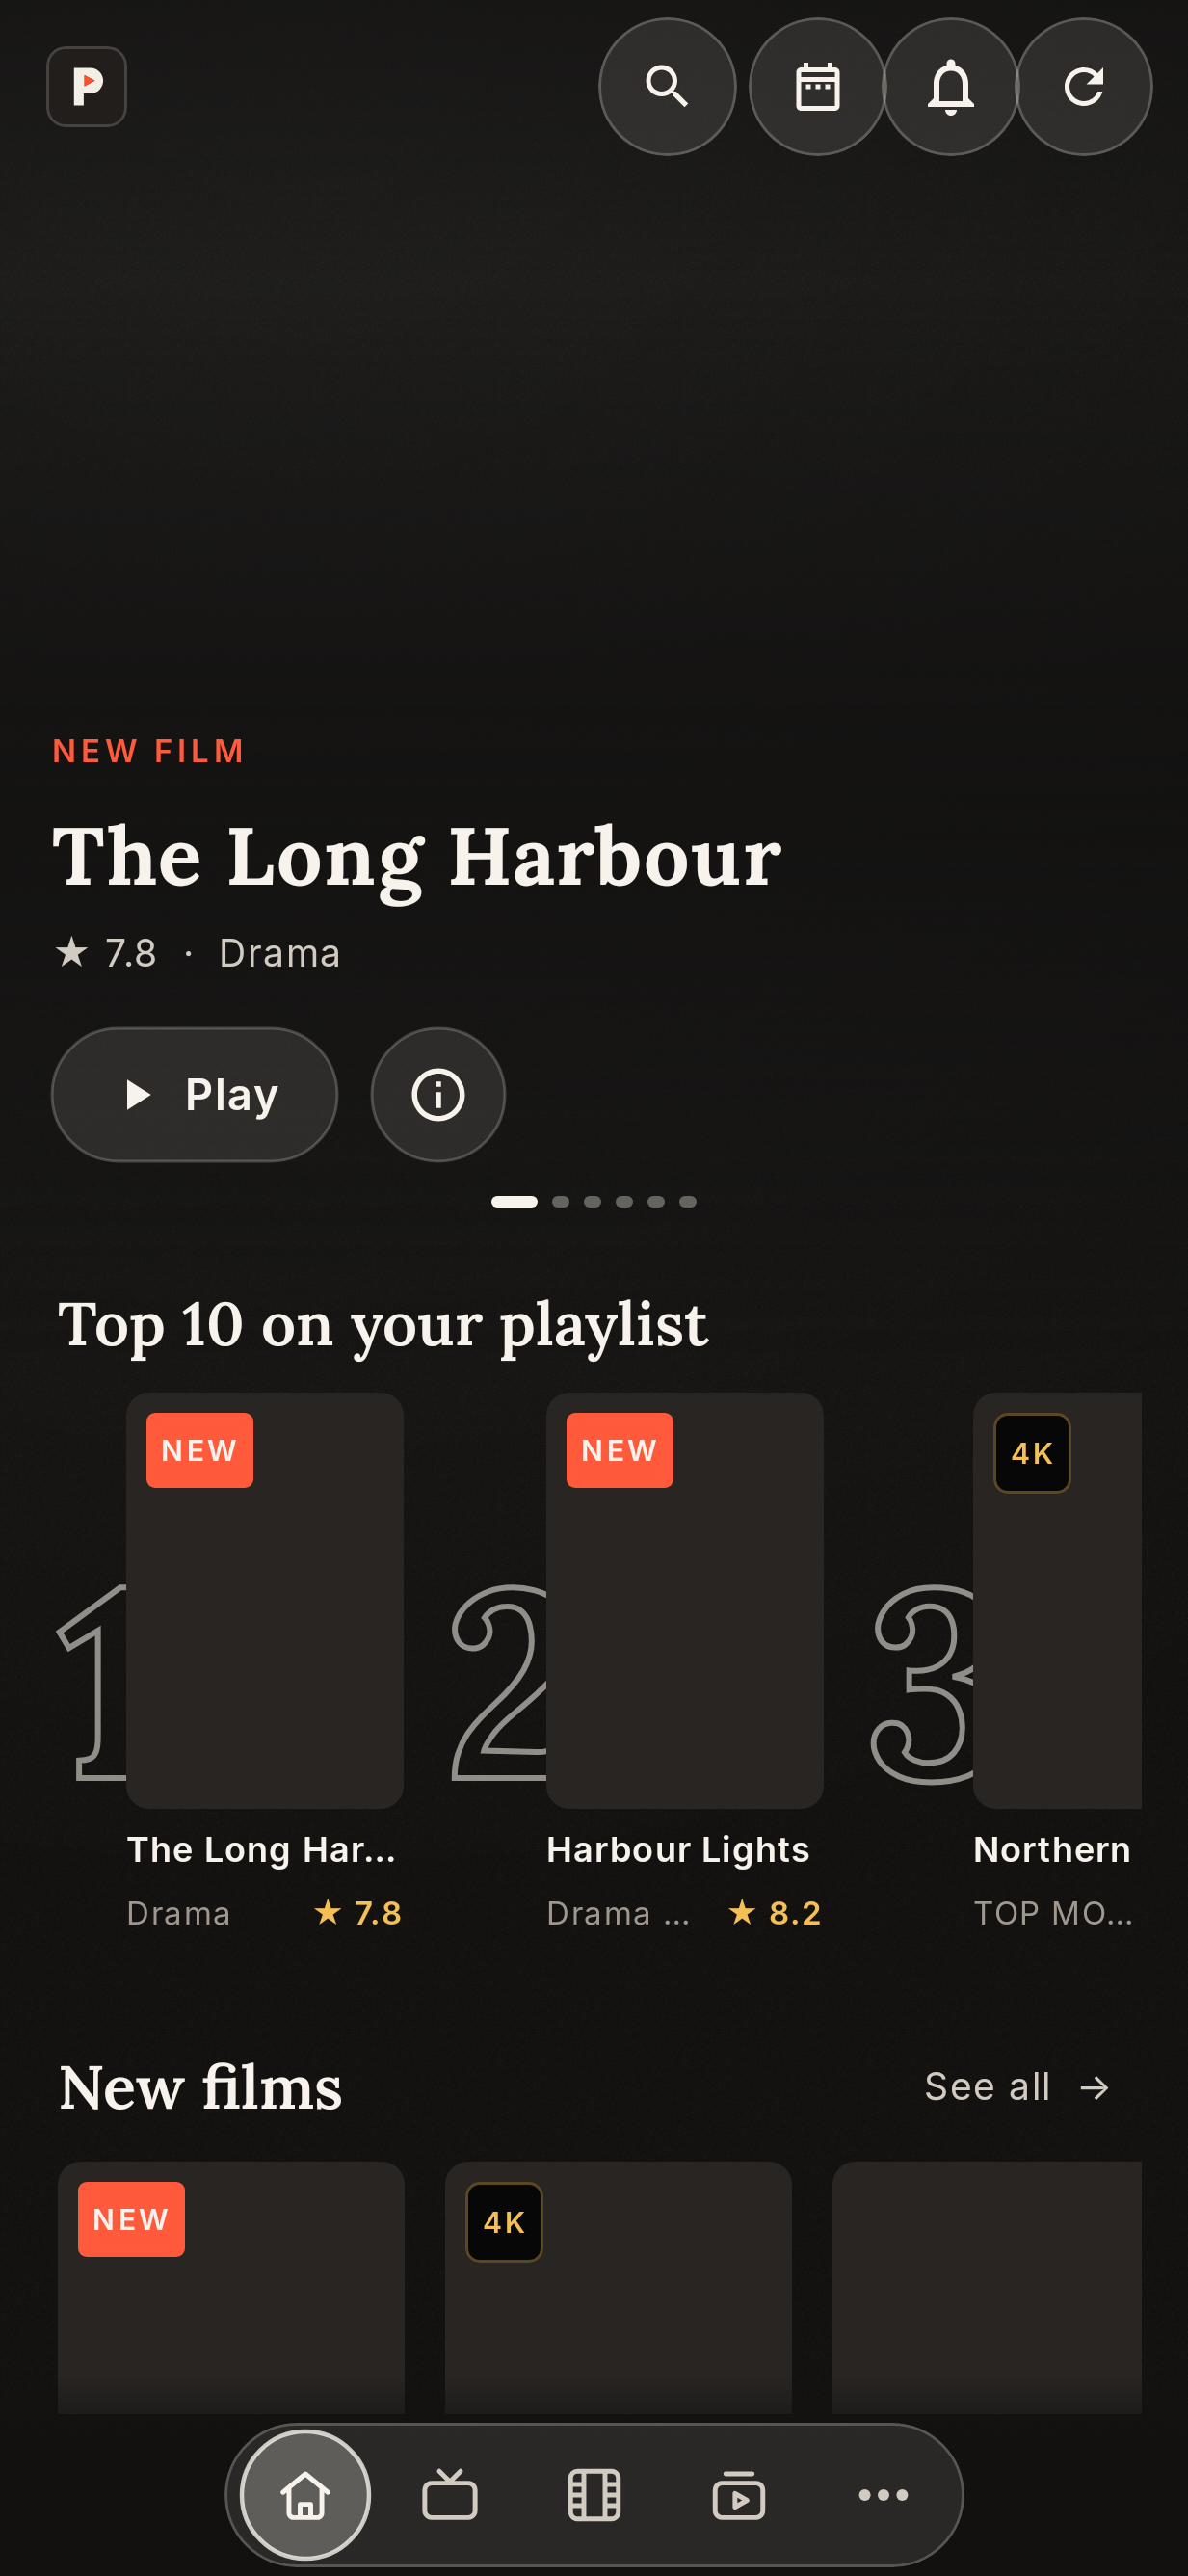 P
NEW FILM
The Long Harbour
★ 7.8 · Drama
Play
Top 10 on your playlist
NEW
NEW
4K
1
2
3
The Long Har...
Harbour Lights
Northern
Drama ★ 7.8
Drama ... ★ 8.2
TOP MO...
New films
See all →
NEW
4K